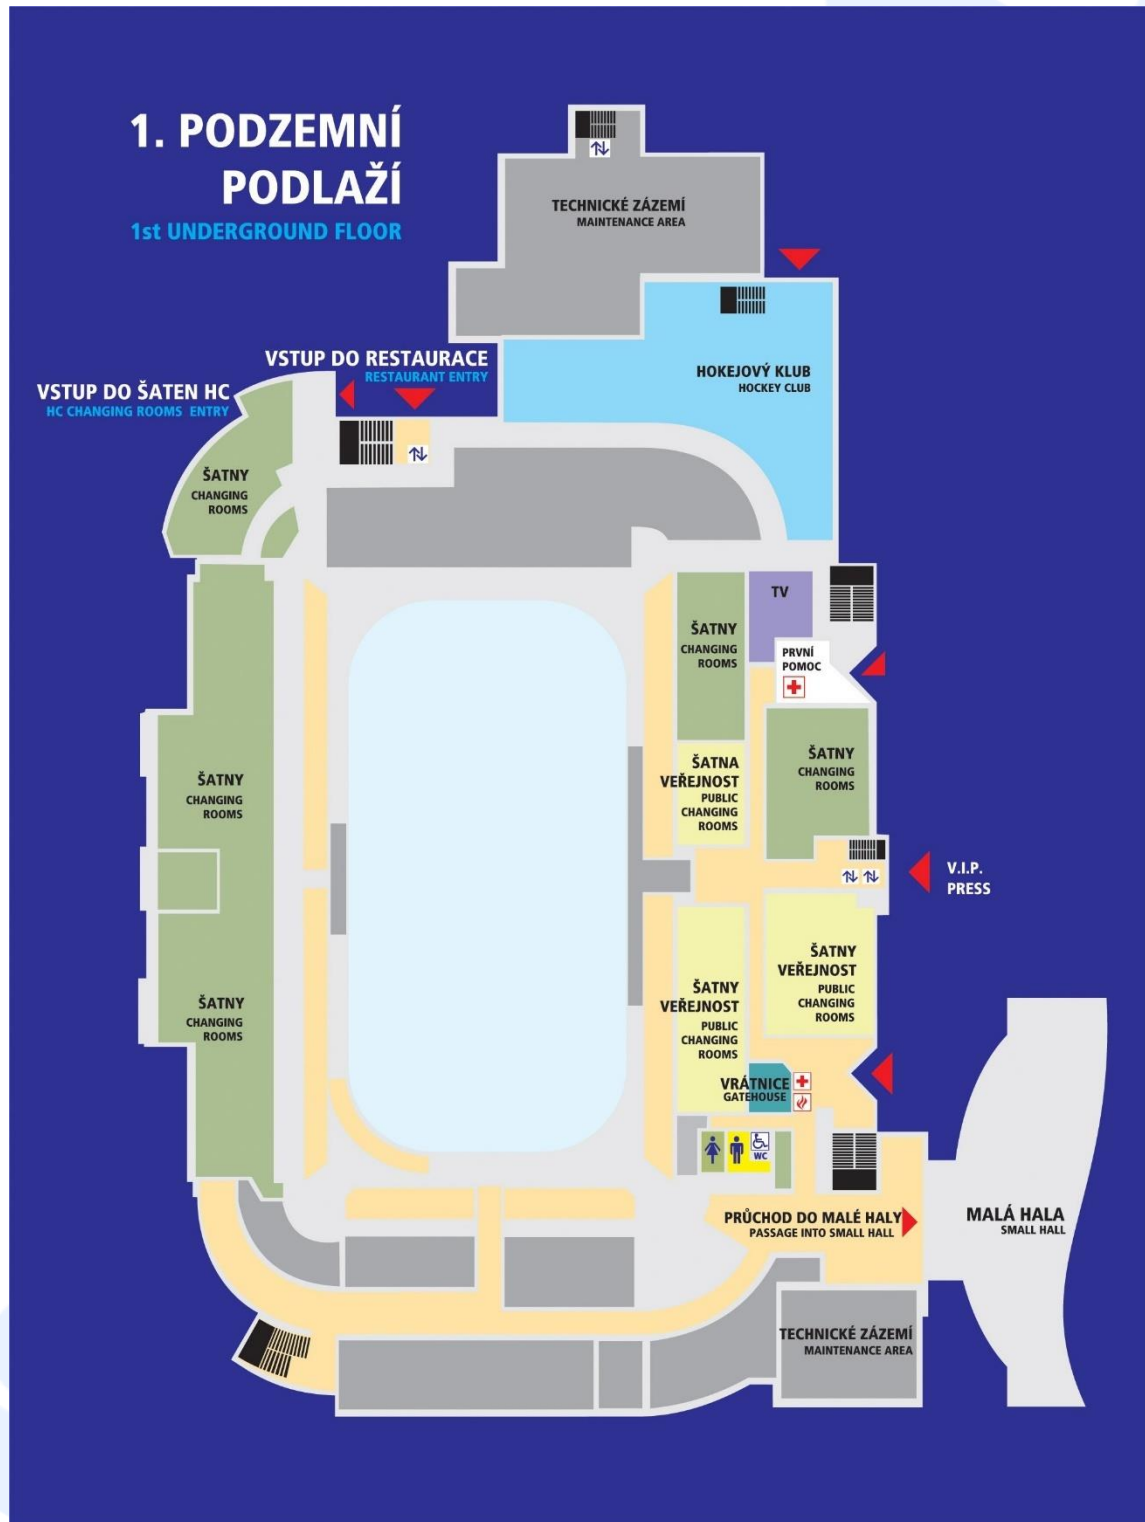 1. PODZEMNÍ
PODLAŽÍ
1st UNDERGROUND FLOOR
TECHNICKÉ ZÁZEMÍ
MAINTENANCE AREA
VSTUP DO RESTAURACE
RESTAURANT ENTRY
HOKEJOVÝ KLUB
HOCKEY CLUB
VSTUP DO ŠATEN HC
HC CHANGING ROOMS ENTRY
ŠATNY
CHANGING
ROOMS
TV
ŠATNY
CHANGING
ROOMS
PRVNÍ
POMOC
ŠATNY
CHANGING
ROOMS
ŠATNA
VEŘEJNOST
PUBLIC
CHANGING
ROOMS
ŠATNY
CHANGING
ROOMS
V.I.P.
PRESS
ŠATNY
VEŘEJNOST
PUBLIC
CHANGING
ROOMS
ŠATNY
VEŘEJNOST
PUBLIC
CHANGING
ROOMS
ŠATNY
CHANGING
ROOMS
VRÁTNICE
GATEHOUSE
WC
PRŮCHOD DO MALÉ HALY
PASSAGE INTO SMALL HALL
MALÁ HALA
SMALL HALL
TECHNICKÉ ZÁZEMÍ
MAINTENANCE AREA